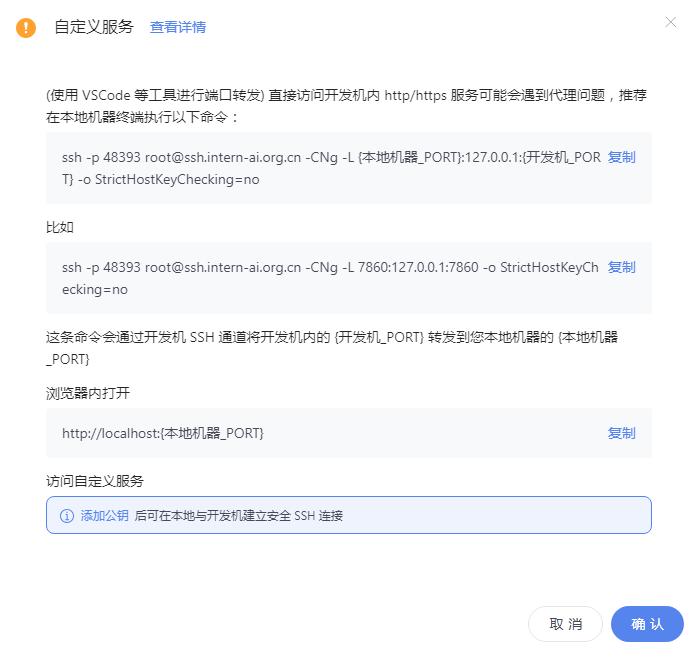 自定义服务 查看详情
(使用 VSCode 等工具进行端口转发) 直接访问开发机内 http/https 服务可能会遇到代理问题，推荐
在本地机器终端执行以下命令：
ssh -p 48393 root@ssh.intern-ai.org.cn -CNg -L {本地机器_PORT}:127.0.0.1:{开发机_POR 复制
T} -o StrictHostKeyChecking=no
比如
ssh -p 48393 root@ssh.intern-ai.org.cn -CNg -L 7860:127.0.0.1:7860 -o StrictHostKeyCh 复制
ecking=no
这条命令会通过开发机 SSH 通道将开发机内的 {开发机_PORT} 转发到您本地机器的 {本地机器
_PORT}
浏览器内打开
http://localhost:{本地机器_PORT} 复制
访问自定义服务
添加公钥 后可在本地与开发机建立安全 SSH 连接
取消 确认